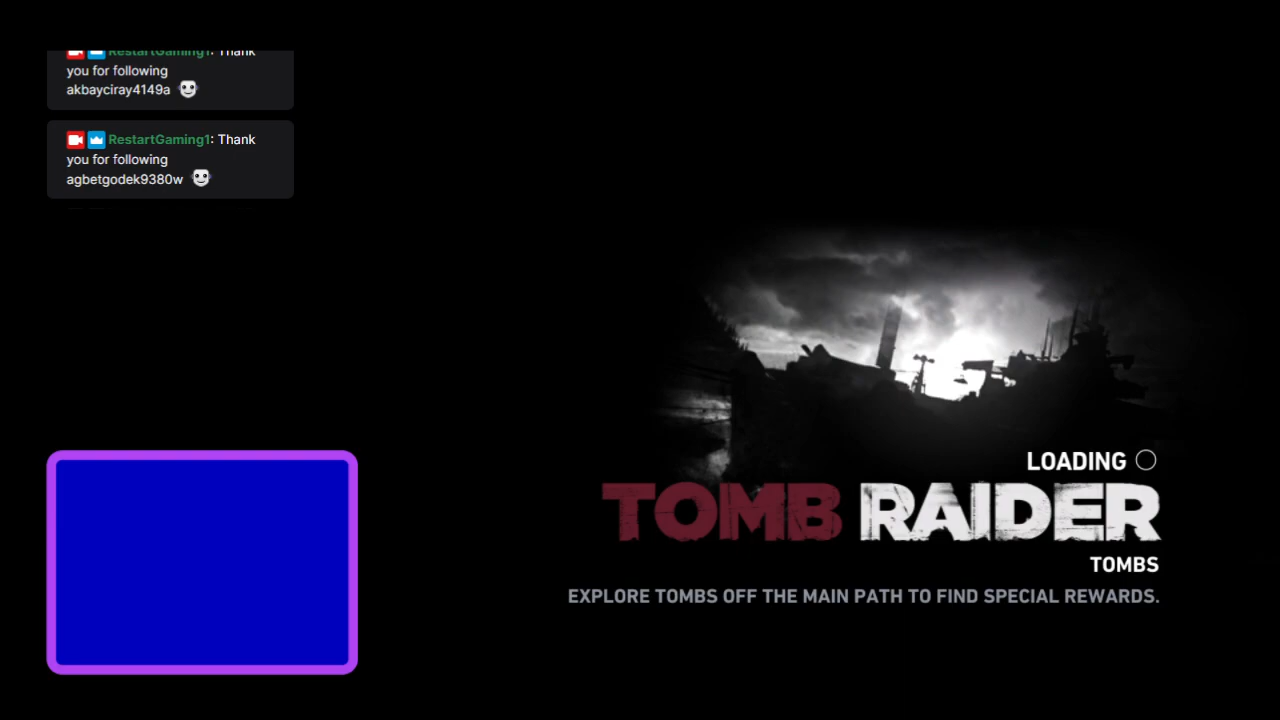 RestartGaming1: Thank
you for following
akbayciray4149a
RestartGaming1: Thank
you for following
agbetgodek9380w
LOADING
TOMB RAIDER
TOMBS
EXPLORE TOMBS OFF THE MAIN PATH TO FIND SPECIAL REWARDS.